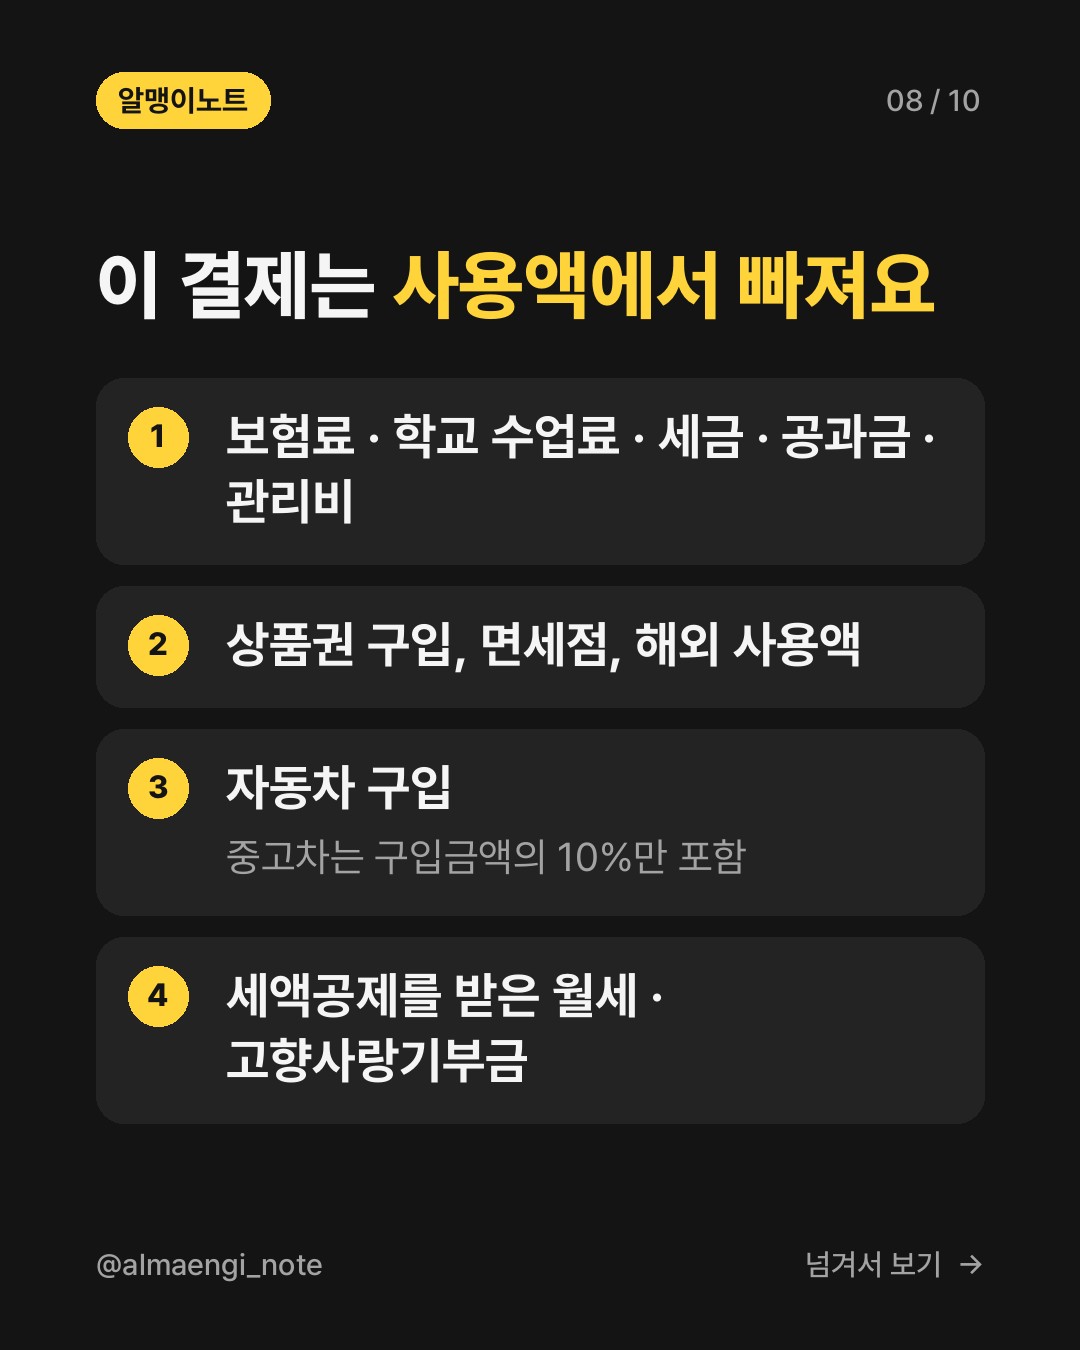 알맹이노트
08 / 10
이 결제는 사용액에서 빠져요
1 보험료 · 학교 수업료 · 세금 · 공과금 ·
관리비
2 상품권 구입, 면세점, 해외 사용액
3 자동차 구입
중고차는 구입금액의 10%만 포함
4 세액공제를 받은 월세 ·
고향사랑기부금
@almaengi_note
넘겨서 보기 →